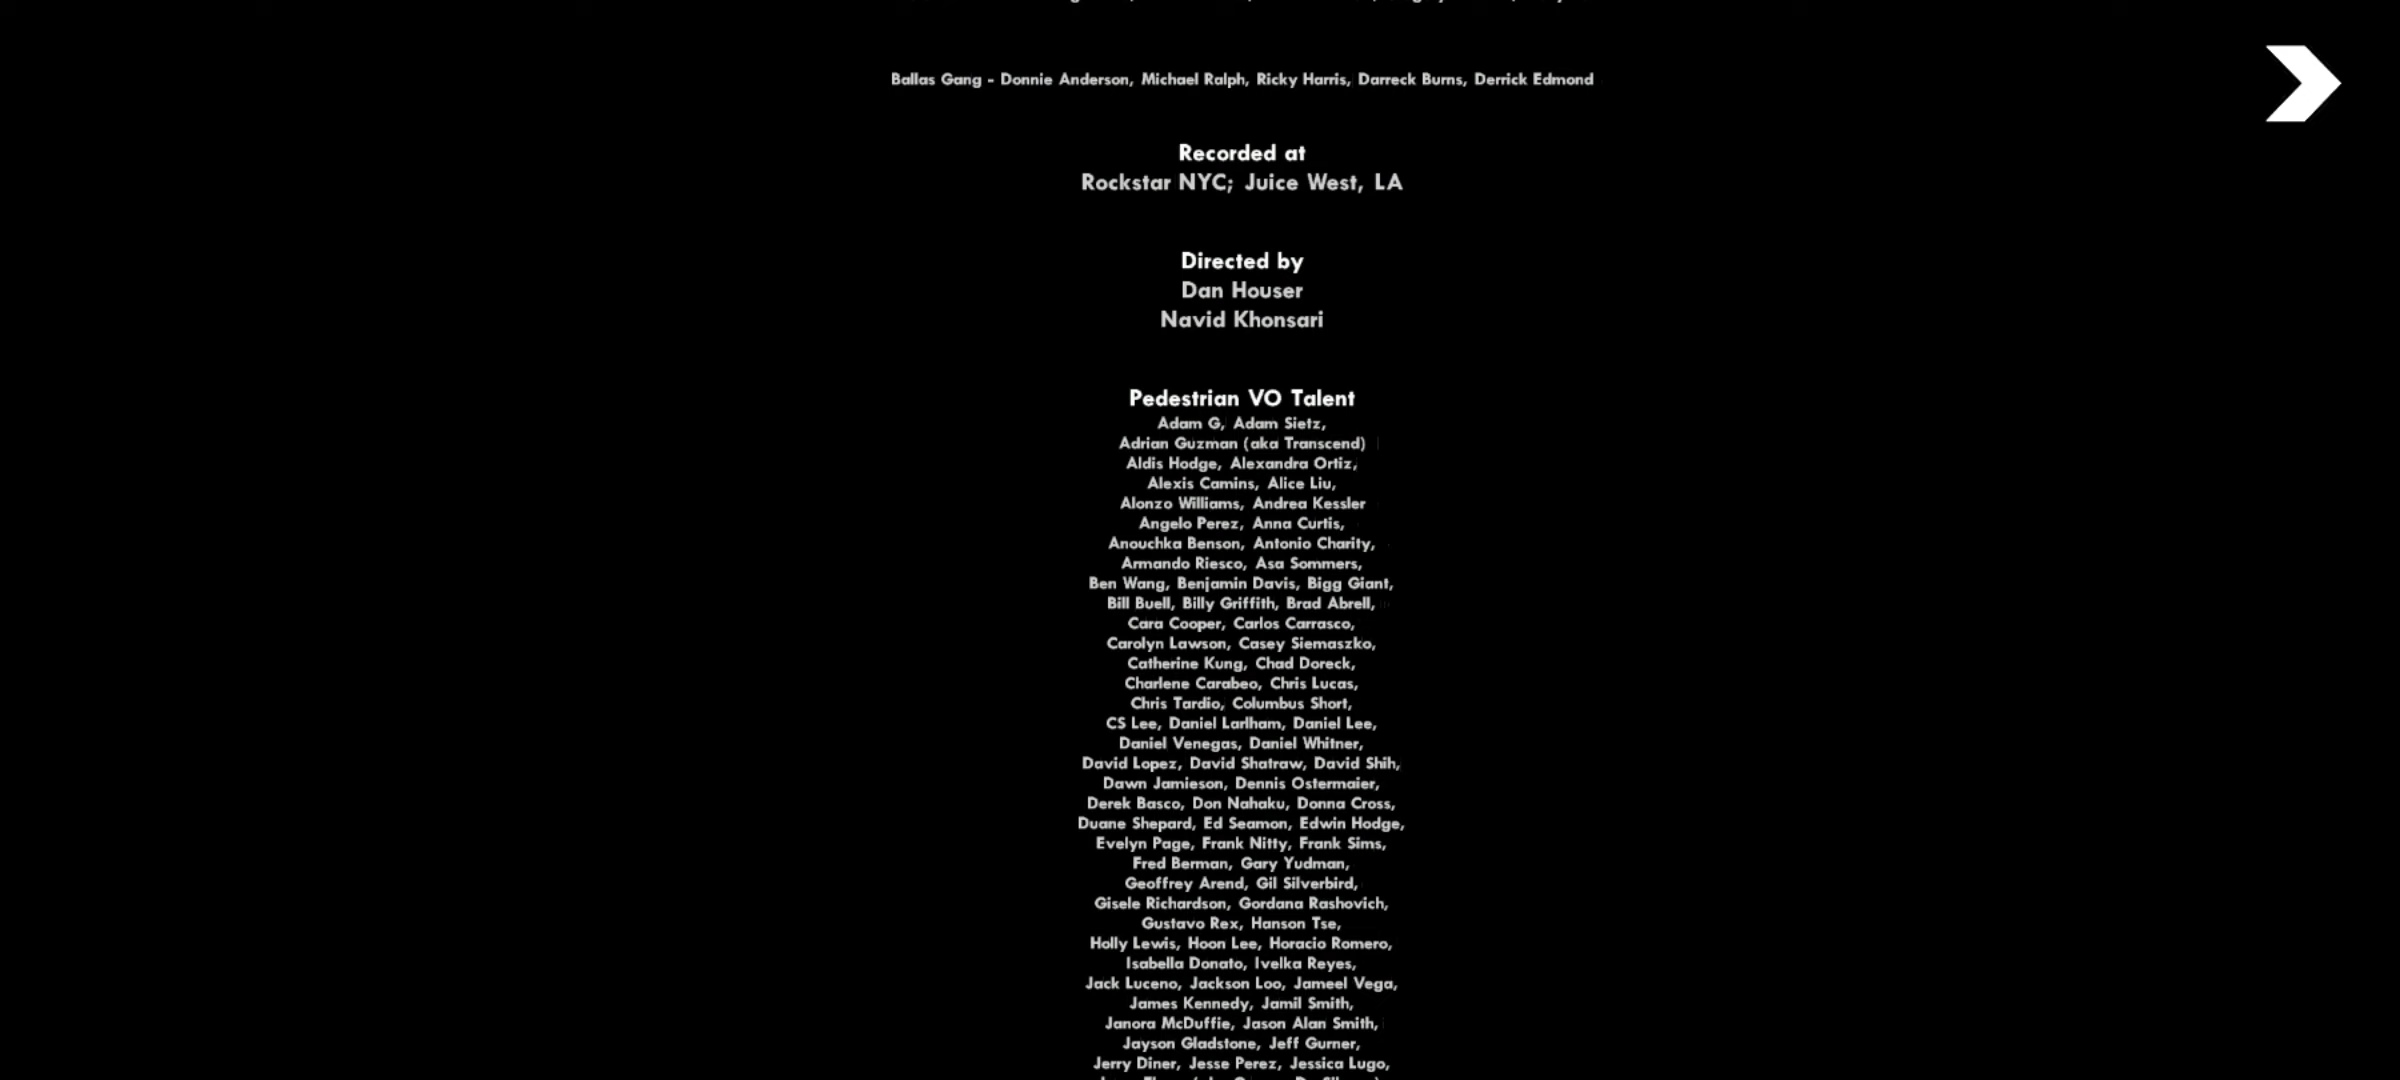 Ballas Gang - Donnie Anderson, Michael Ralph, Ricky Harris, Darreck Burns, Derrick Edmond
Recorded at
Rockstar NYC; Juice West, LA
Directed by
Dan Houser
Navid Khonsari
Pedestrian VO Talent
Adam G, Adam Sietz,
Adrian Guzman (aka Transcend)
Aldis Hodge, Alexandra Ortiz,
Alexis Camins, Alice Liu,
Alonzo Williams, Andrea Kessler
Angelo Perez, Anna Curtis,
Anouchka Benson, Antonio Charity,
Armando Riesco, Asa Sommers,
Ben Wang, Benjamin Davis, Bigg Giant,
Bill Buell, Billy Griffith, Brad Abrell,
Cara Cooper, Carlos Carrasco,
Carolyn Lawson, Casey Siemaszko,
Catherine Kung, Chad Doreck,
Charlene Carabeo, Chris Lucas,
Chris Tardio, Columbus Short,
CS Lee, Daniel Larlham, Daniel Lee,
Daniel Venegas, Daniel Whitner,
David Lopez, David Shatraw, David Shih,
Dawn Jamieson, Dennis Ostermaier,
Derek Basco, Don Nahaku, Donna Cross,
Duane Shepard, Ed Seamon, Edwin Hodge,
Evelyn Page, Frank Nitty, Frank Sims,
Fred Berman, Gary Yudman,
Geoffrey Arend, Gil Silverbird,
Gisele Richardson, Gordana Rashovich,
Gustavo Rex, Hanson Tse,
Holly Lewis, Hoon Lee, Horacio Romero,
Isabella Donato, Ivelka Reyes,
Jack Luceno, Jackson Loo, Jameel Vega,
James Kennedy, Jamil Smith,
Janora McDuffie, Jason Alan Smith,
Jayson Gladstone, Jeff Gurner,
Jerry Diner, Jesse Perez, Jessica Lugo,